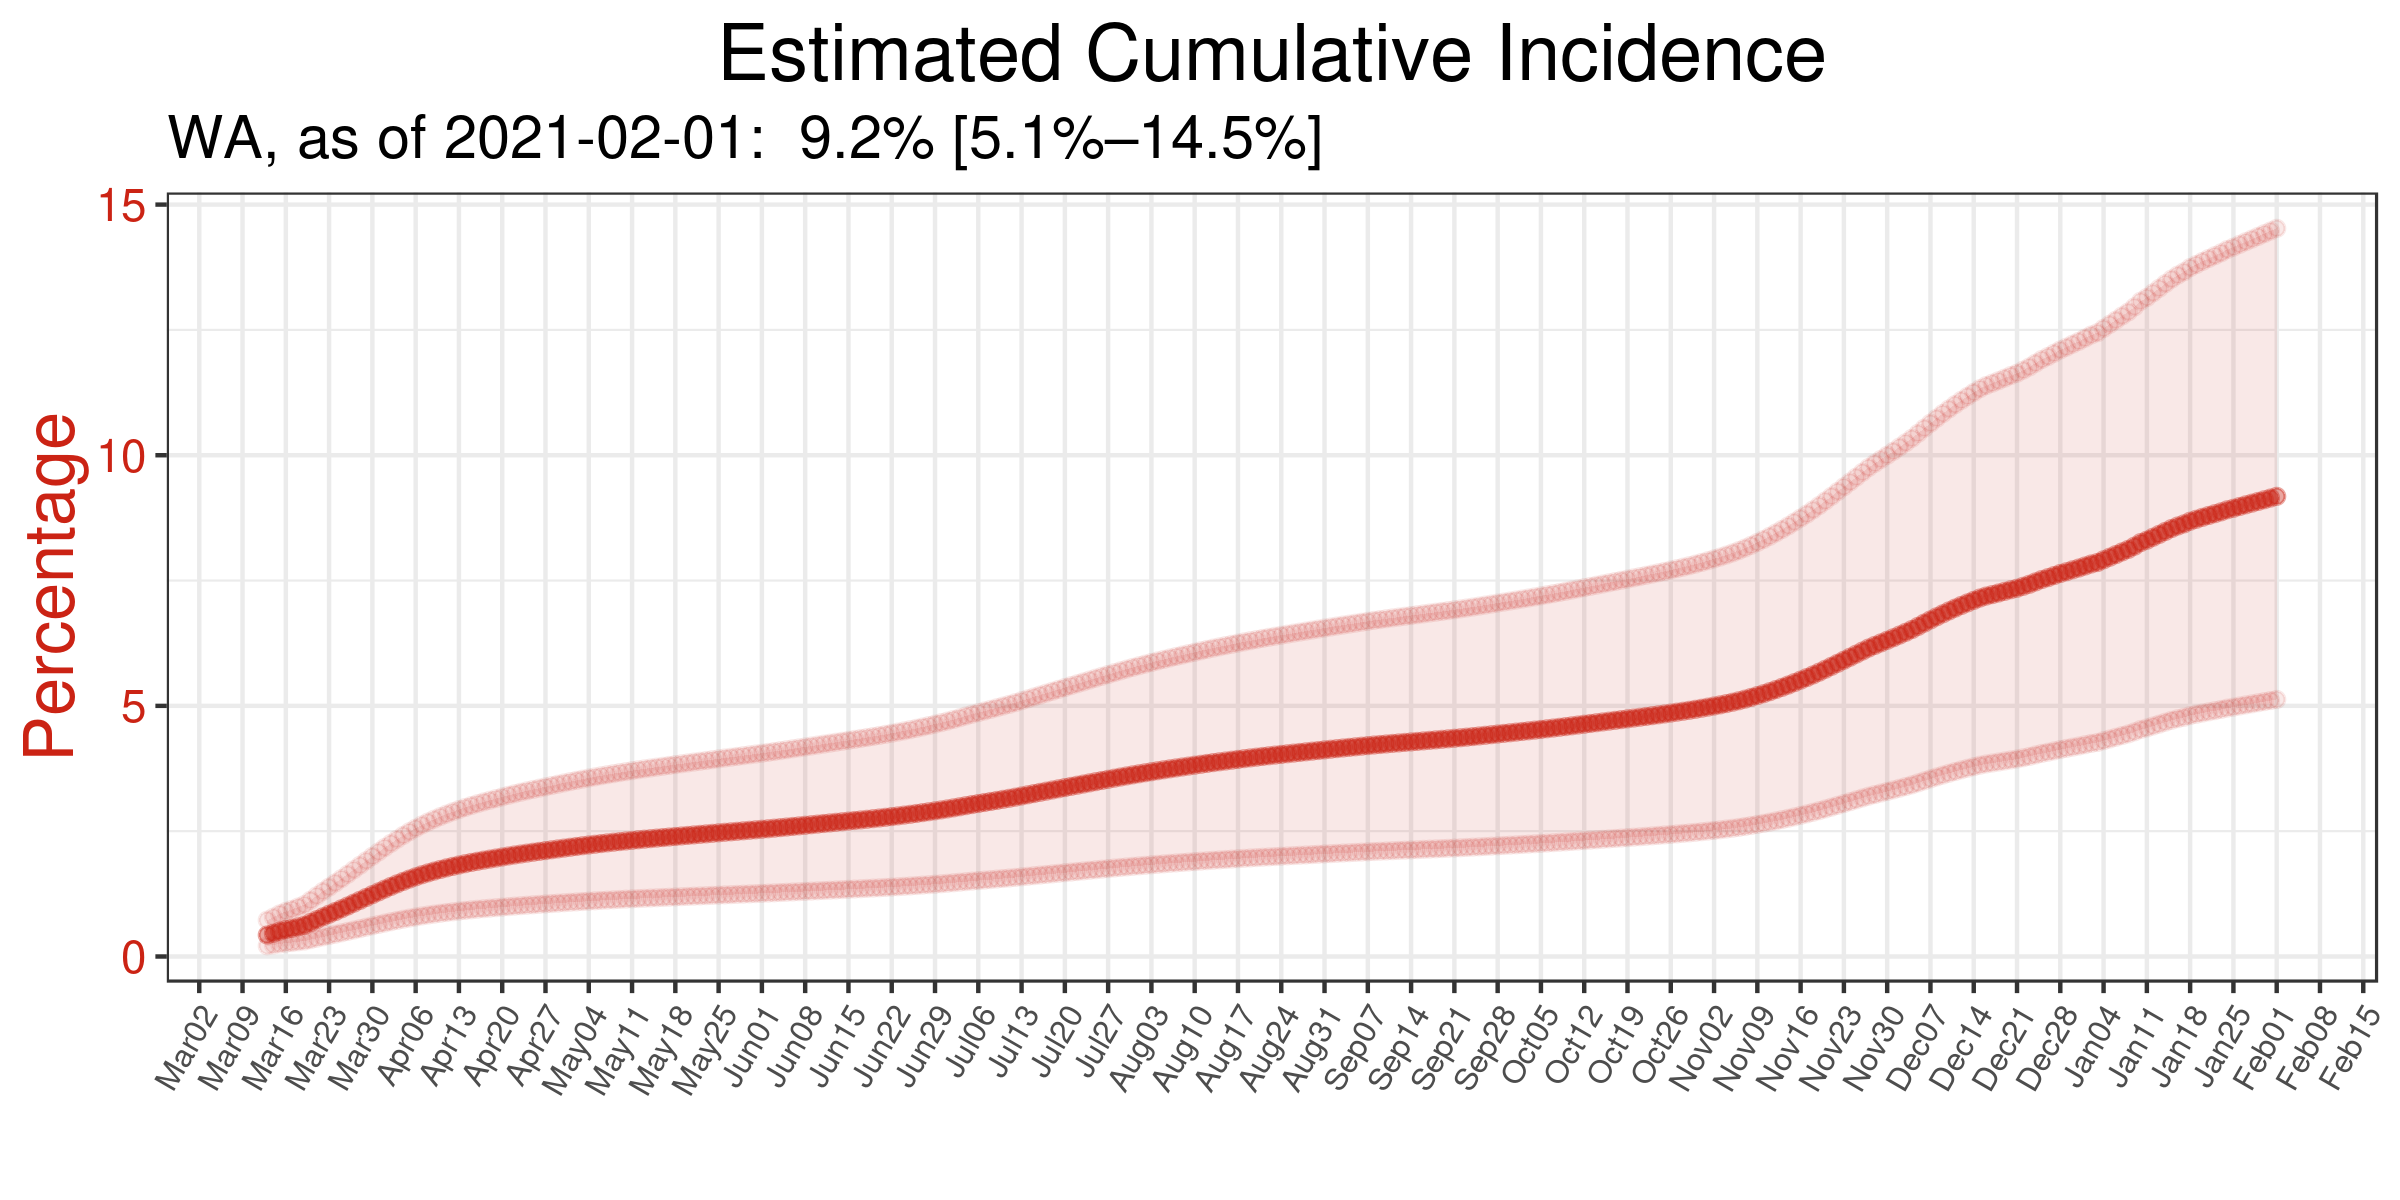 Estimated Cumulative Incidence
WA, as of 2021-02-01:  9.2% [5.1%–14.5%]
Percentage
15
10
5
0
Mar02
Mar09
Mar16
Mar23
Mar30
Apr06
Apr13
Apr20
Apr27
May04
May11
May18
May25
Jun01
Jun08
Jun15
Jun22
Jun29
Jul06
Jul13
Jul20
Jul27
Aug03
Aug10
Aug17
Aug24
Aug31
Sep07
Sep14
Sep21
Sep28
Oct05
Oct12
Oct19
Oct26
Nov02
Nov09
Nov16
Nov23
Nov30
Dec07
Dec14
Dec21
Dec28
Jan04
Jan11
Jan18
Jan25
Feb01
Feb08
Feb15